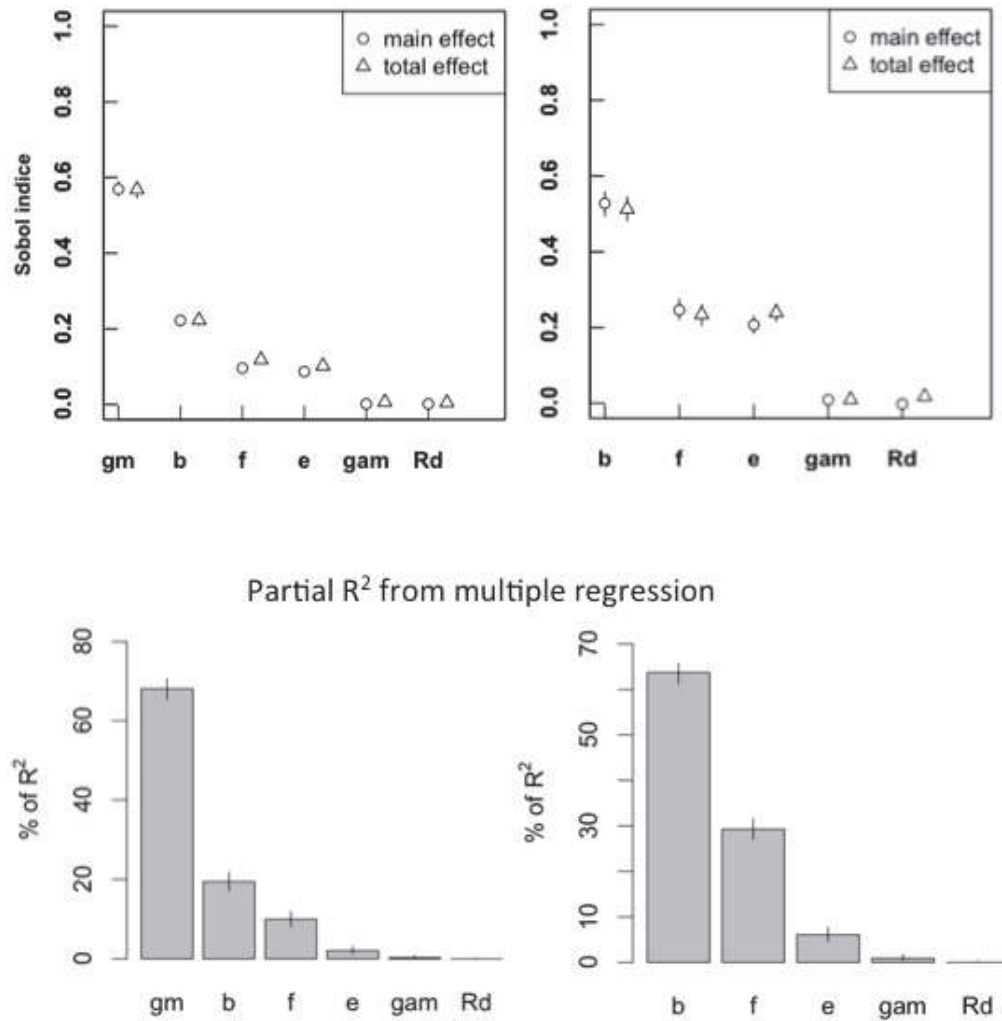 main effect
total effect
Sobol indice
1.0
0.8
0.6
0.4
0.2
0.0
gm b f e gam Rd
main effect
total effect
1.0
0.8
0.6
0.4
0.2
0.0
b f e gam Rd
Partial R² from multiple regression
% of R²
80
60
40
20
0
gm b f e gam Rd
% of R²
70
50
30
10
0
b f e gam Rd